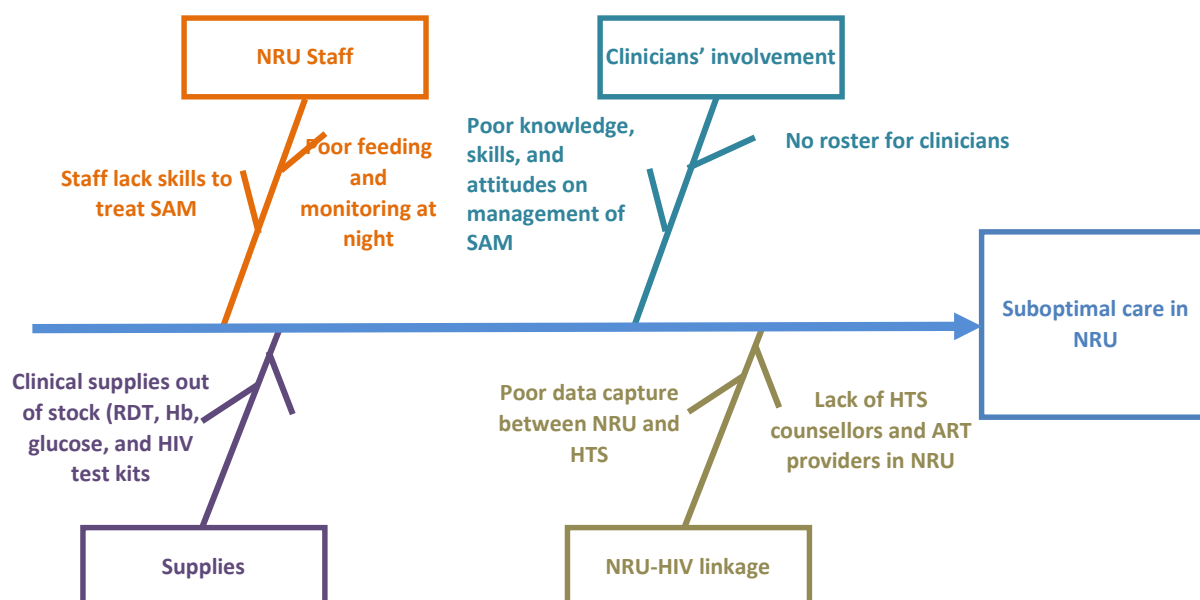 NRU Staff
Clinicians’ involvement
Staff lack skills to
treat SAM
Poor feeding
and
monitoring at
night
Poor knowledge,
skills, and
attitudes on
management of
SAM
No roster for clinicians
Suboptimal care in
NRU
Clinical supplies out
of stock (RDT, Hb,
glucose, and HIV
test kits
Poor data capture
between NRU and
HTS
Lack of HTS
counsellors and ART
providers in NRU
Supplies
NRU-HIV linkage